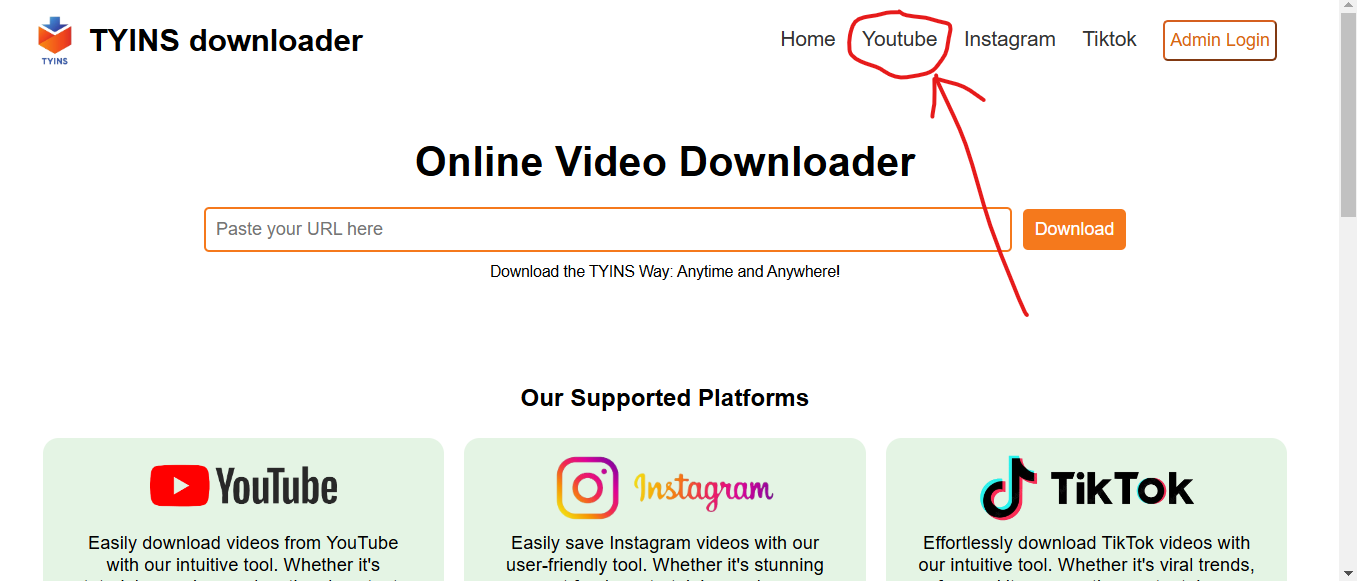 TYINS
TYINS downloader
Home Youtube Instagram Tiktok Admin Login
Online Video Downloader
Paste your URL here
Download
Download the TYINS Way: Anytime and Anywhere!
Our Supported Platforms
YouTube
Easily download videos from YouTube
with our intuitive tool. Whether it's
Instagram
Easily save Instagram videos with our
user-friendly tool. Whether it's stunning
TikTok
Effortlessly download TikTok videos with
our intuitive tool. Whether it's viral trends,